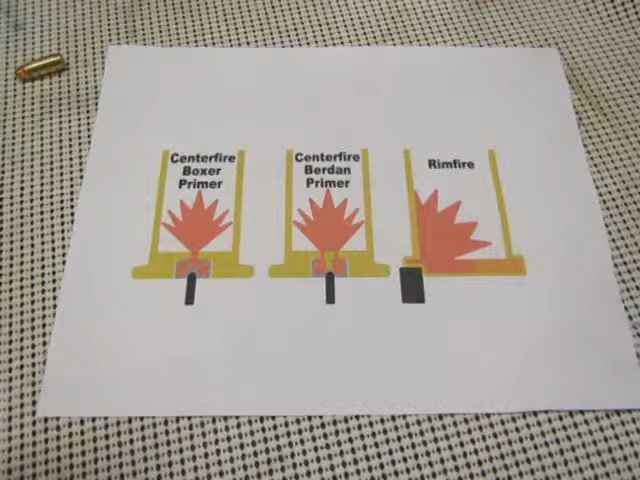 Centerfire
Boxer
Primer
Centerfire
Berdan
Primer
Rimfire